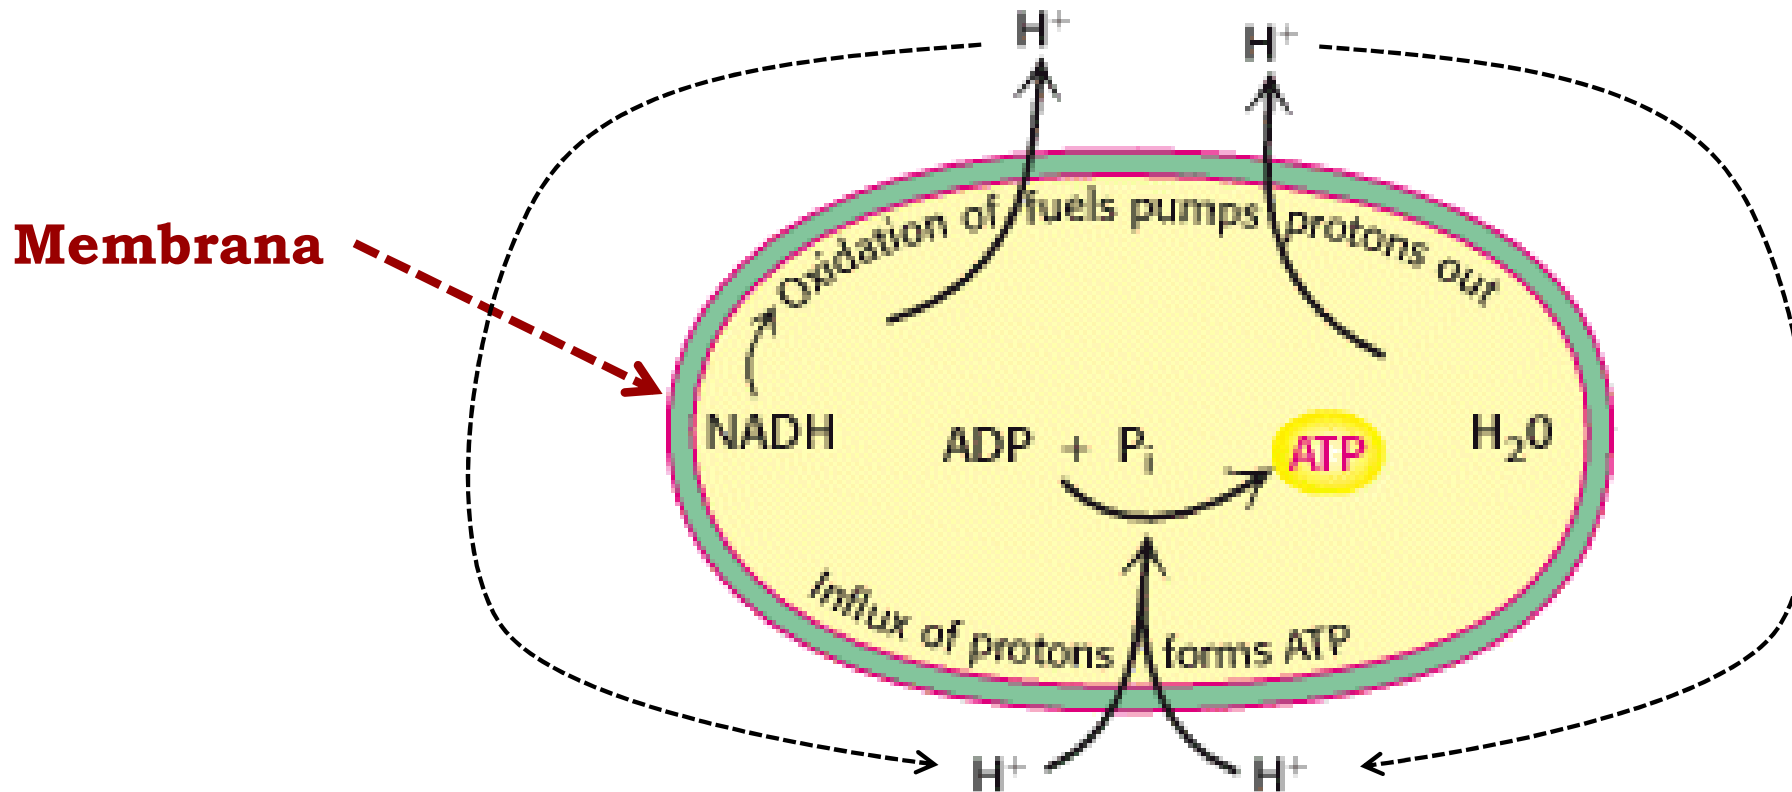 H⁺ H⁺
Oxidation of fuels pumps protons out
Membrana
NADH ADP + Pᵢ ATP H₂0
Influx of protons forms ATP
H⁺ H⁺